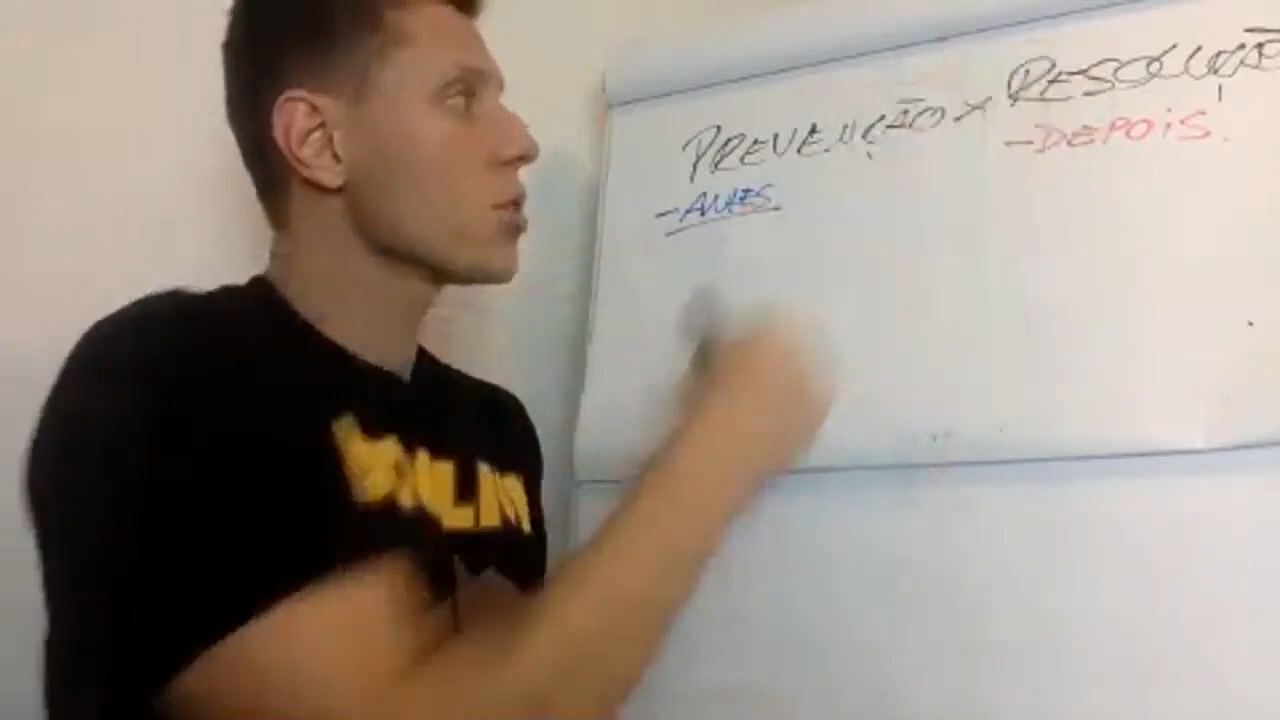 PREVENÇÃO x RESOLUÇÃO
- ANTES
- DEPOIS.